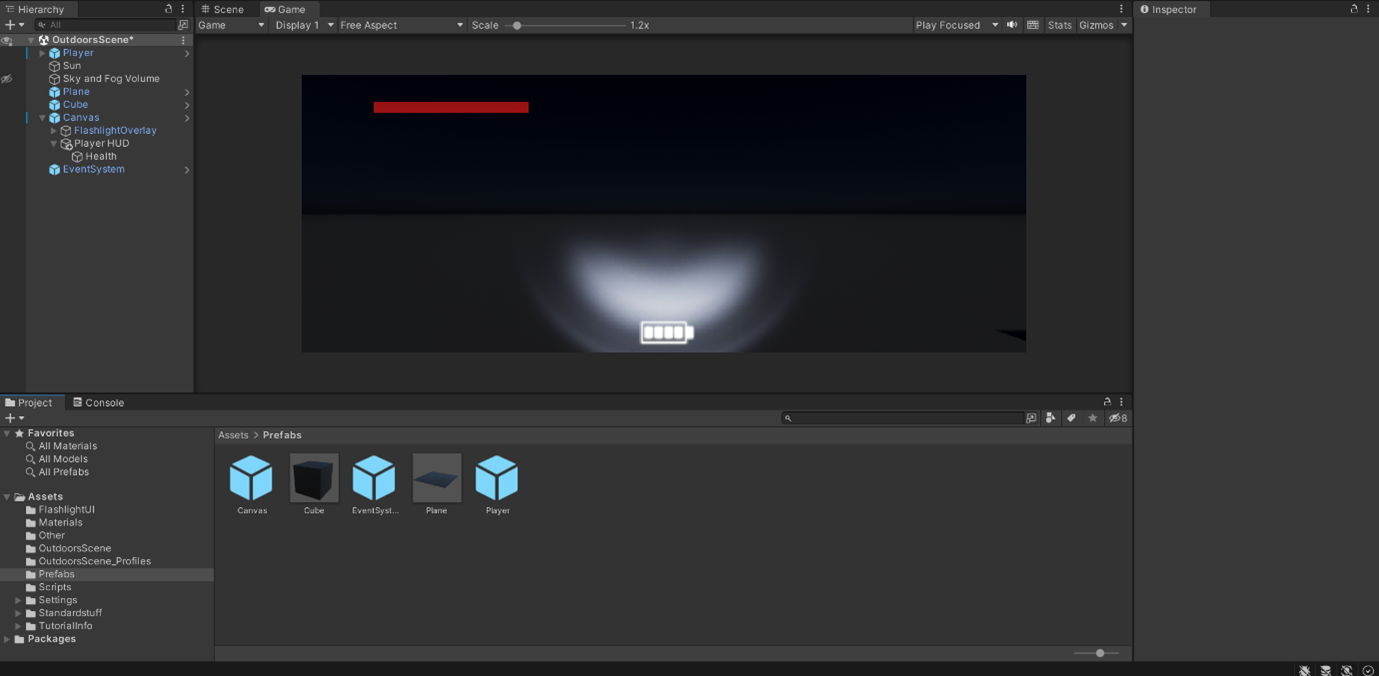 Hierarchy
All
OutdoorsScene*
Player
Sun
Sky and Fog Volume
Plane
Cube
Canvas
FlashlightOverlay
Player HUD
Health
EventSystem
Scene Game
Game Display 1 Free Aspect Scale 1.2x Play Focused Stats Gizmos
Inspector
Project Console
8
Favorites
All Materials
All Models
All Prefabs
Assets
FlashlightUI
Materials
Other
OutdoorsScene
OutdoorsScene_Profiles
Prefabs
Scripts
Settings
Standardstuff
TutorialInfo
Packages
Assets > Prefabs
Canvas Cube EventSyst... Plane Player